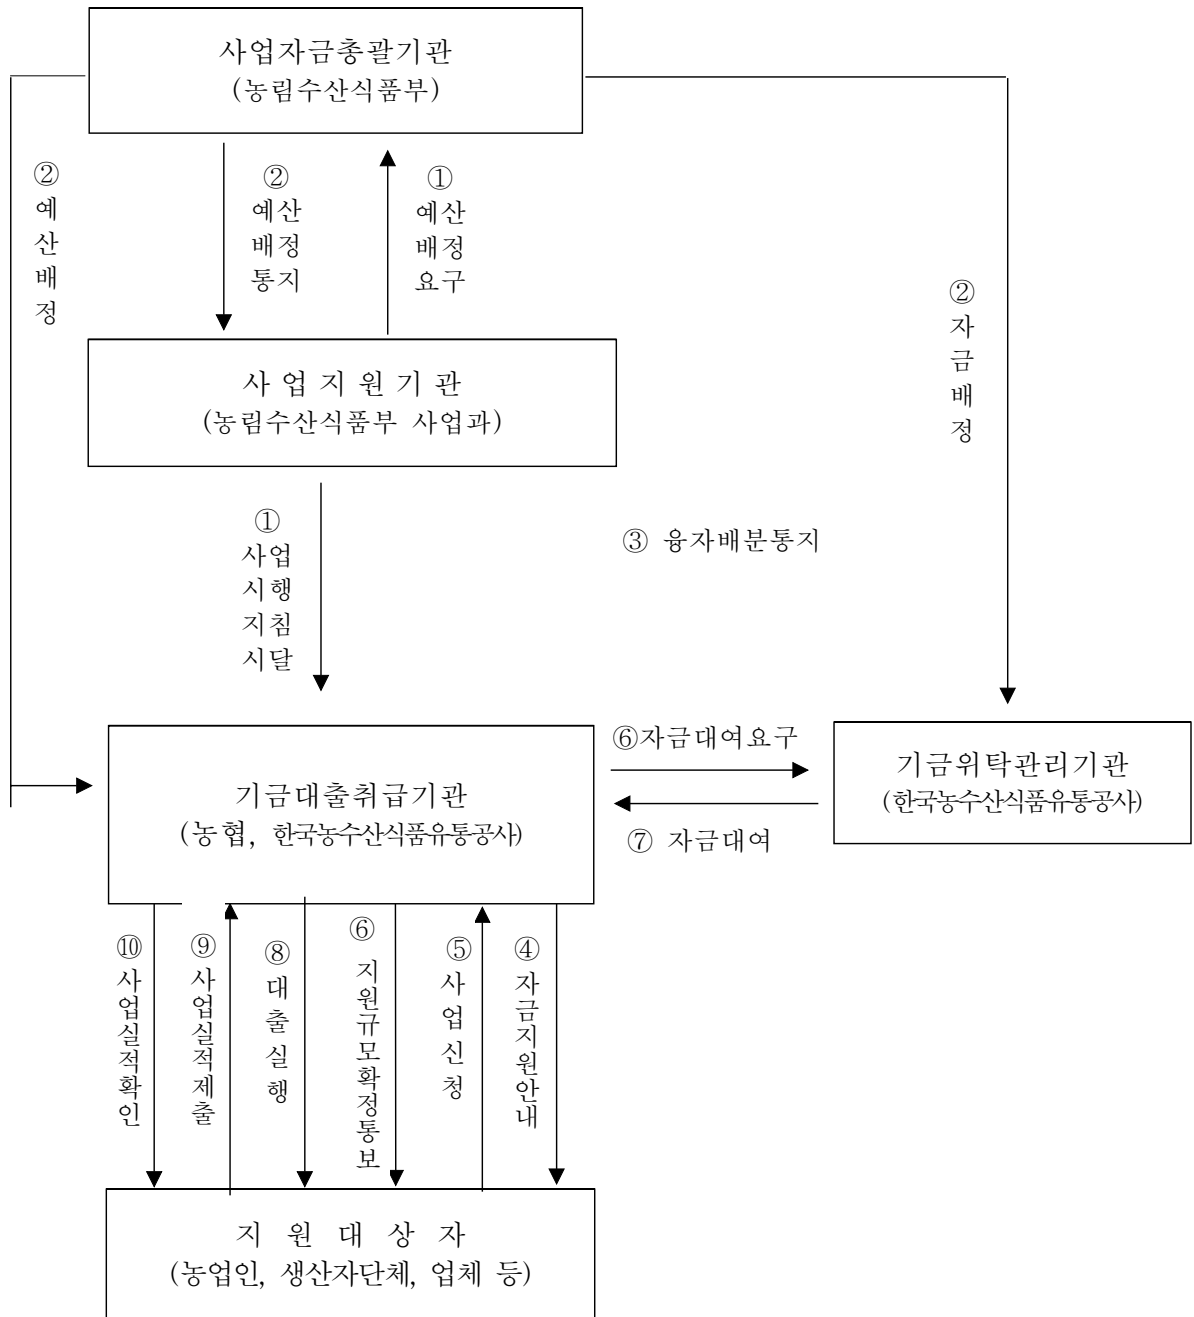 사업자금총괄기관
(농림수산식품부)
②
예
산
배
정
②
예산
배정
통지
①
예산
배정
요구
②
자
금
배
정
사 업 지 원 기 관
(농림수산식품부 사업과)
①
사업
시행
지침
시달
③ 융자배분통지
기금대출취급기관
(농협, 한국농수산식품유통공사)
⑥자금대여요구
⑦ 자금대여
기금위탁관리기관
(한국농수산식품유통공사)
⑩
사
업
실
적
확
인
⑨
사
업
실
적
제
출
⑧
대
출
실
행
⑥
지
원
규
모
확
정
통
보
⑤
사
업
신
청
④
자
금
지
원
안
내
지 원 대 상 자
(농업인, 생산자단체, 업체 등)